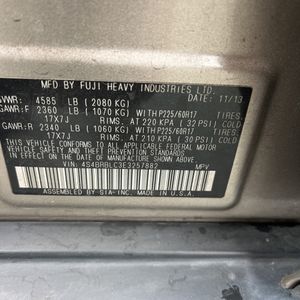 MFD BY FUJI HEAVY INDUSTRIES LTD.
DATE: 11/13
GVWR: 4585 LB (2080 KG)
GAWR:F 2360 LB (1070 KG) WITH P225/60R17 TIRES,
17X7J RIMS, AT 220 KPA (32 PSI) COLD
GAWR:R 2340 LB (1060 KG) WITH P225/60R17 TIRES,
17X7J RIMS, AT 210 KPA (30 PSI) COLD
THIS VEHICLE CONFORMS TO ALL APPLICABLE FEDERAL MOTOR
VEHICLE SAFETY AND THEFT PREVENTION STANDARDS IN
EFFECT ON THE DATE OF MANUFACTURE SHOWN ABOVE.
VIN: 4S4BRBLC3E3257882 MPV
ASSEMBLED BY SIA-INC. MADE IN U.S.A.